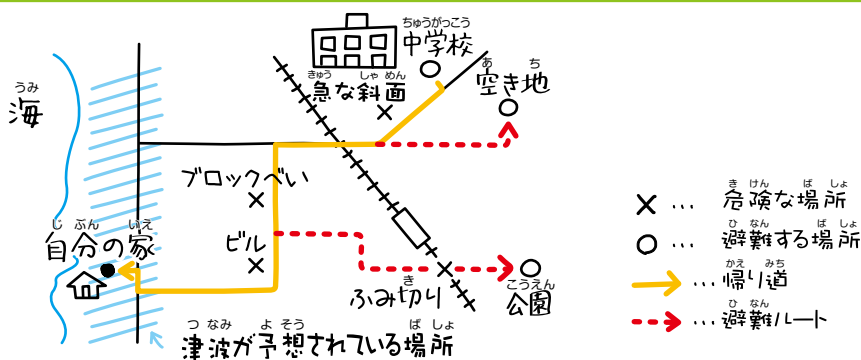 ちゅうがっこう
中学校
うみ
海
きゅう しゃ めん
急な斜面
あ ち
空き地
ブロックべい
じ ぶん いえ
自分の家
ビル
き
ふみ切り
こうえん
公園
つ なみ よ そう ば しょ
津波が予想されている場所
き けん ば しょ
× … 危険な場所
ひ なん ば しょ
○ … 避難する場所
かえ みち
… 帰り道
ひ なん
… 避難ルート